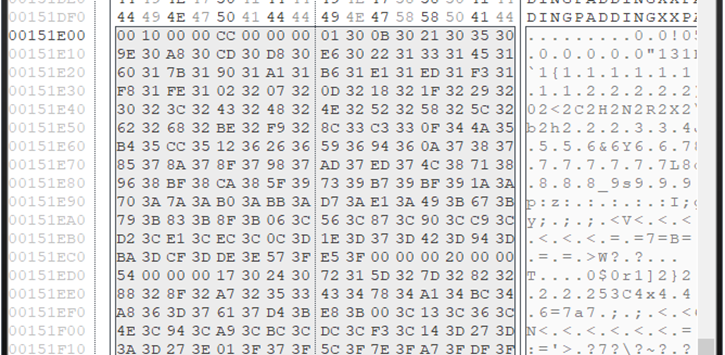 44 49 4E 47 50 41 44 44 49 4E 47 58 58 50 41 44 DINGPADDINGXXPA
00151E00 00 10 00 00 CC 00 00 00 01 30 0B 30 21 30 35 30 .........0.0!05
00151E10 9E 30 A8 30 CD 30 D8 30 E6 30 22 31 33 31 45 31 .0.0.0.0.0"131E
00151E20 60 31 7B 31 90 31 A1 31 B6 31 E1 31 ED 31 F3 31 `1{1.1.1.1.1.1.
00151E30 F8 31 FE 31 02 32 07 32 0D 32 18 32 1F 32 29 32 .1.1.2.2.2.2.2)
00151E40 30 32 3C 32 43 32 48 32 4E 32 52 32 58 32 5C 32 02<2C2H2N2R2X2\
00151E50 62 32 68 32 BE 32 F9 32 8C 33 C3 33 0F 34 4A 35 b2h2.2.2.3.3.4J
00151E60 B4 35 CC 35 12 36 26 36 59 36 94 36 0A 37 38 37 .5.5.6&6Y6.6.78
00151E70 85 37 8A 37 8F 37 98 37 AD 37 ED 37 4C 38 71 38 .7.7.7.7.7.7L8q
00151E80 96 38 BF 38 CA 38 5F 39 73 39 B7 39 BF 39 1A 3A .8.8.8_9s9.9.9.
00151E90 70 3A 7A 3A B0 3A BB 3A D7 3A E1 3A 49 3B 67 3B p:z:.:.:.:.:I;g
00151EA0 79 3B 83 3B 8F 3B 06 3C 56 3C 87 3C 90 3C C9 3C y;.;.;.<V<.<.<.
00151EB0 D2 3C E1 3C EC 3C 0C 3D 1E 3D 37 3D 42 3D 94 3D .<.<.<.=.=7=B=.
00151EC0 BA 3D CF 3D DE 3E 57 3F E5 3F 00 00 00 20 00 00 .=.=.>W?.?... .
00151ED0 54 00 00 00 17 30 24 30 72 31 5D 32 7D 32 82 32 T....0$0r1]2}2.
00151EE0 88 32 8F 32 A7 32 35 33 43 34 78 34 A1 34 BC 34 .2.2.253C4x4.4.
00151EF0 A8 36 3D 37 61 37 D4 3B E8 3B 00 3C 13 3C 36 3C .6=7a7.;.;.<.<6
00151F00 4E 3C 94 3C A9 3C BC 3C DC 3C F3 3C 14 3D 27 3D N<.<.<.<.<.<.='
00151F10 3A 3D 27 3E 01 3F 37 3F 5C 3F 7E 3F A7 3F DF 3F :='>.?7?\?~?.?.